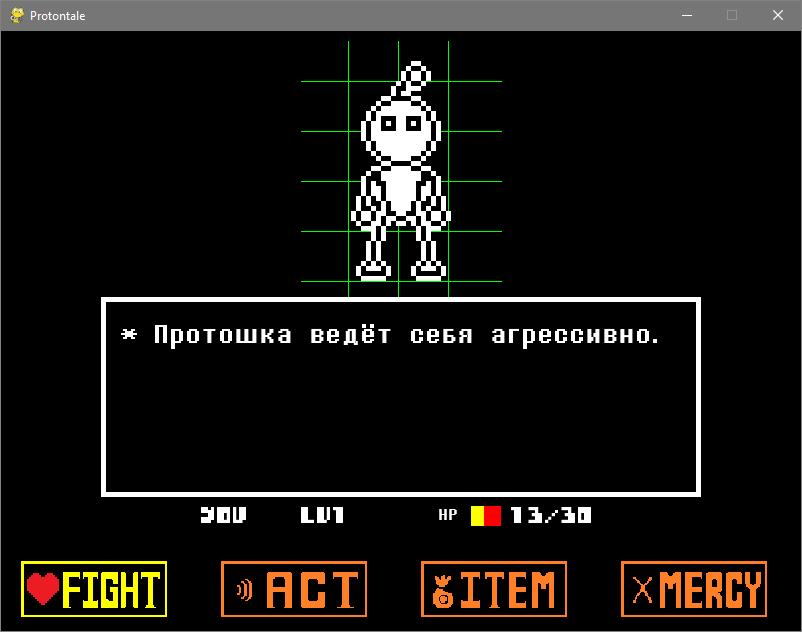 Protontale
* Протошка ведёт себя агрессивно.
YOU LV1 HP 13/30
FIGHT ACT ITEM MERCY